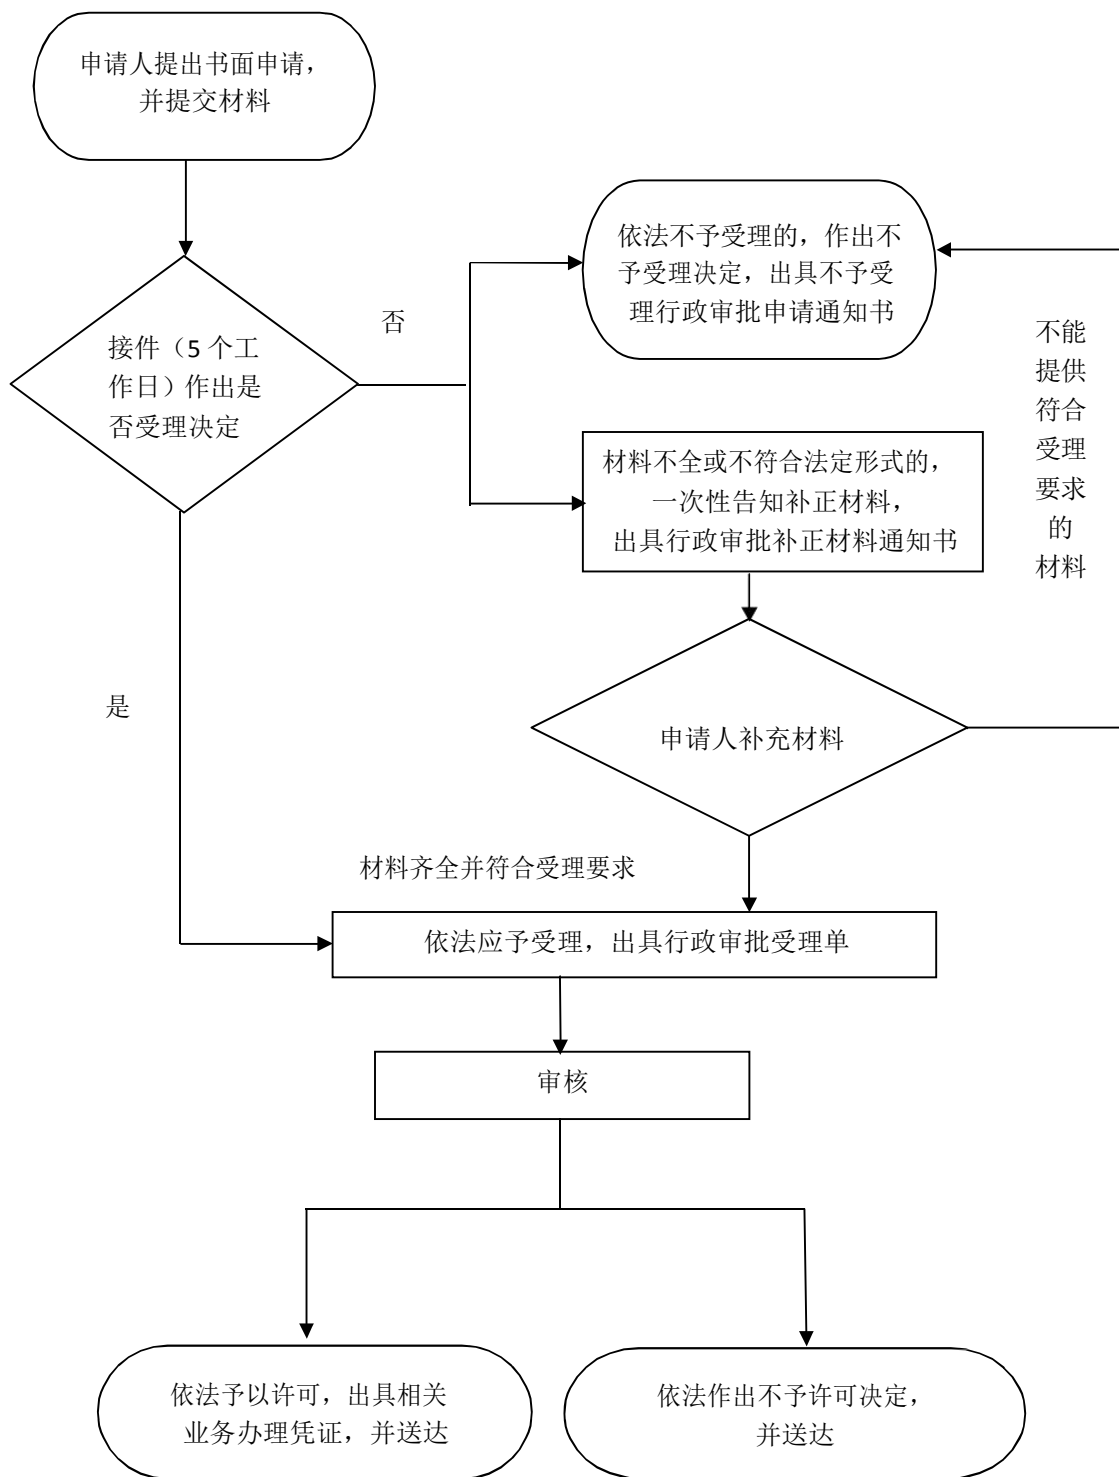 申请人提出书面申请，
并提交材料
依法不予受理的，作出不
予受理决定，出具不予受
理行政审批申请通知书
否
接件（5 个工
作日）作出是
否受理决定
不能
提供
符合
受理
要求
的
材料
材料不全或不符合法定形式的，
一次性告知补正材料，
出具行政审批补正材料通知书
是
申请人补充材料
材料齐全并符合受理要求
依法应予受理，出具行政审批受理单
审核
依法予以许可，出具相关
业务办理凭证，并送达
依法作出不予许可决定，
并送达